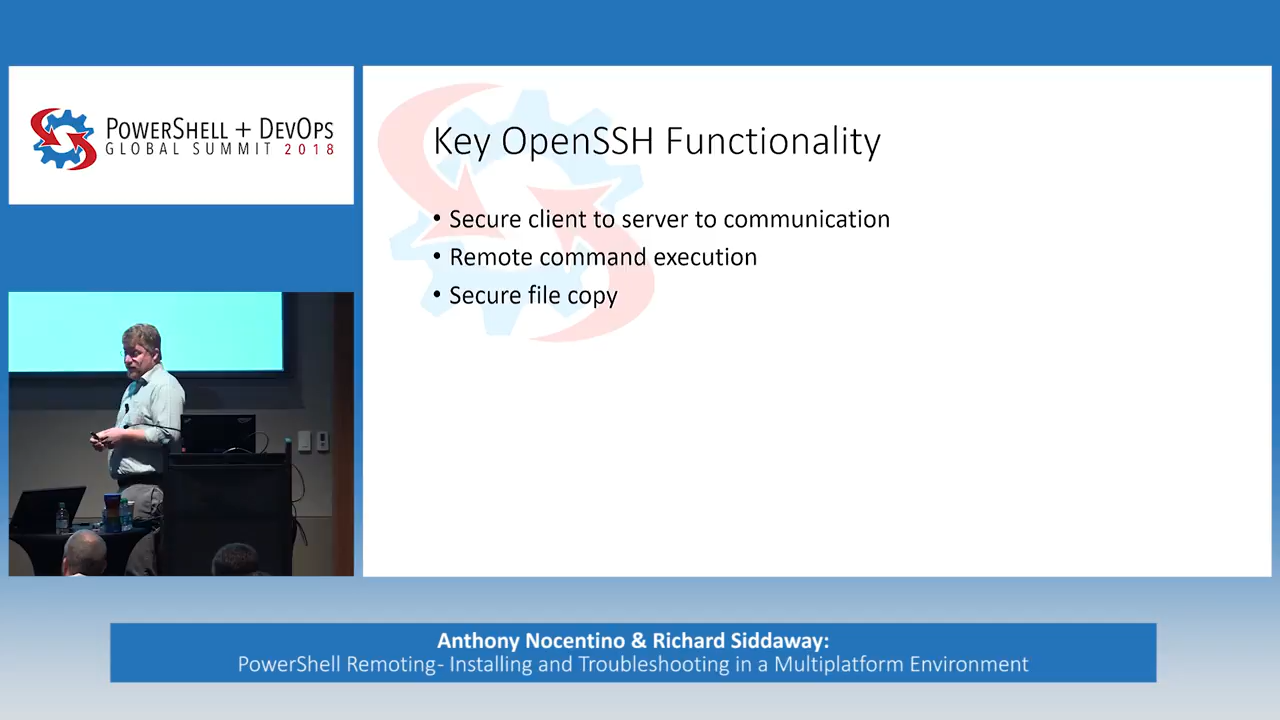 POWERSHELL + DEVOPS
GLOBAL SUMMIT 2018
Key OpenSSH Functionality
• Secure client to server to communication
• Remote command execution
• Secure file copy
Anthony Nocentino & Richard Siddaway:
PowerShell Remoting- Installing and Troubleshooting in a Multiplatform Environment